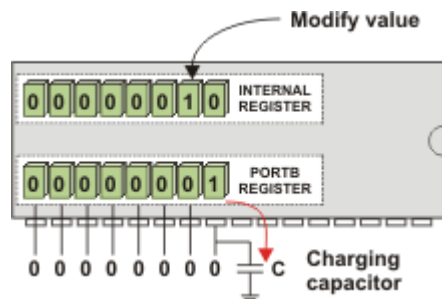 Modify value
0 0 0 0 0 0 1 0 INTERNAL
REGISTER
0 0 0 0 0 0 0 1 PORTB
REGISTER
0 0 0 0 0 0 0 0 C Charging
capacitor